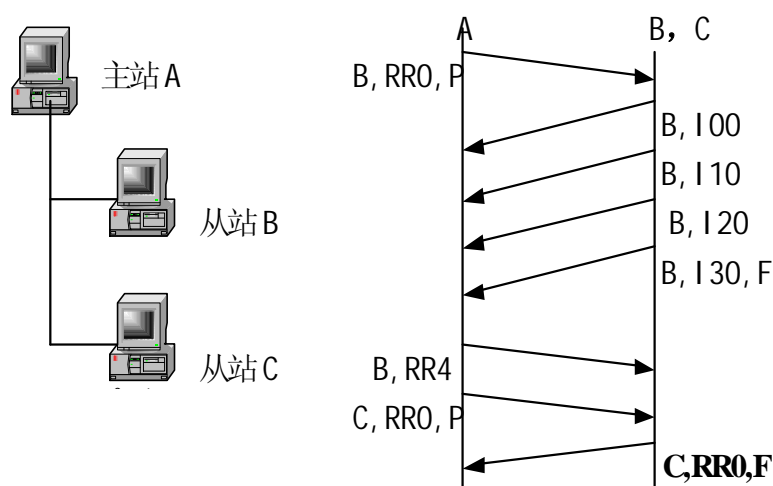 主站A
从站B
从站C
A
B，C
B,RR0,P
B,I00
B,I10
B,I20
B,I30,F
B,RR4
C,RR0,P
C,RR0,F